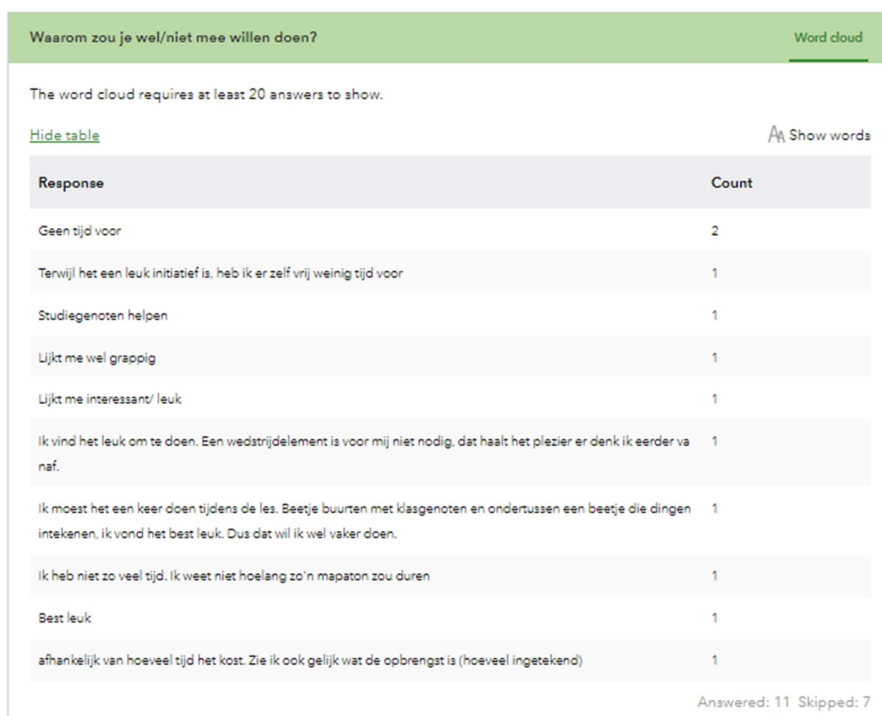 Waarom zou je wel/niet mee willen doen? Word cloud
The word cloud requires at least 20 answers to show.
Hide table AA Show words
Response Count
Geen tijd voor 2
Terwijl het een leuk initiatief is, heb ik er zelf vrij weinig tijd voor 1
Studiegenoten helpen 1
Lijkt me wel grappig 1
Lijkt me interessant/ leuk 1
Ik vind het leuk om te doen. Een wedstrijdelement is voor mij niet nodig, dat haalt het plezier er denk ik eerder va 1
naf.
Ik moest het een keer doen tijdens de les. Beetje buurten met klasgenoten en ondertussen een beetje die dingen 1
intekenen, ik vond het best leuk. Dus dat wil ik wel vaker doen.
Ik heb niet zo veel tijd. Ik weet niet hoelang zo'n mapaton zou duren 1
Best leuk 1
afhankelijk van hoeveel tijd het kost. Zie ik ook gelijk wat de opbrengst is (hoeveel ingetekend) 1
Answered: 11 Skipped: 7